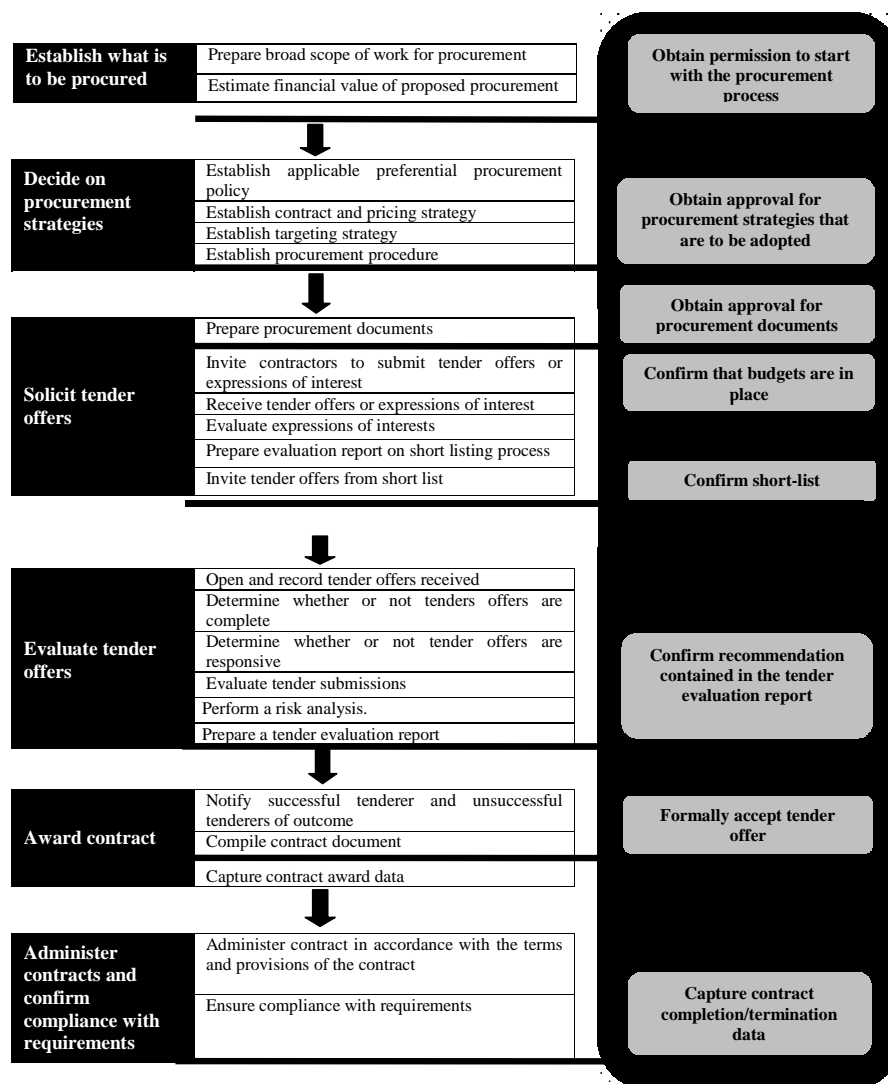 Establish what is
to be procured
Prepare broad scope of work for procurement
Estimate financial value of proposed procurement
Obtain permission to start
with the procurement
process
Decide on
procurement
strategies
Establish applicable preferential procurement
policy
Establish contract and pricing strategy
Establish targeting strategy
Establish procurement procedure
Obtain approval for
procurement strategies that
are to be adopted
Solicit tender
offers
Prepare procurement documents
Invite contractors to submit tender offers or
expressions of interest
Receive tender offers or expressions of interest
Evaluate expressions of interests
Prepare evaluation report on short listing process
Invite tender offers from short list
Obtain approval for
procurement documents
Confirm that budgets are in
place
Confirm short-list
Evaluate tender
offers
Open and record tender offers received
Determine whether or not tenders offers are
complete
Determine whether or not tender offers are
responsive
Evaluate tender submissions
Perform a risk analysis.
Prepare a tender evaluation report
Confirm recommendation
contained in the tender
evaluation report
Award contract
Notify successful tenderer and unsuccessful
tenderers of outcome
Compile contract document
Capture contract award data
Formally accept tender
offer
Administer
contracts and
confirm
compliance with
requirements
Administer contract in accordance with the terms
and provisions of the contract
Ensure compliance with requirements
Capture contract
completion/termination
data